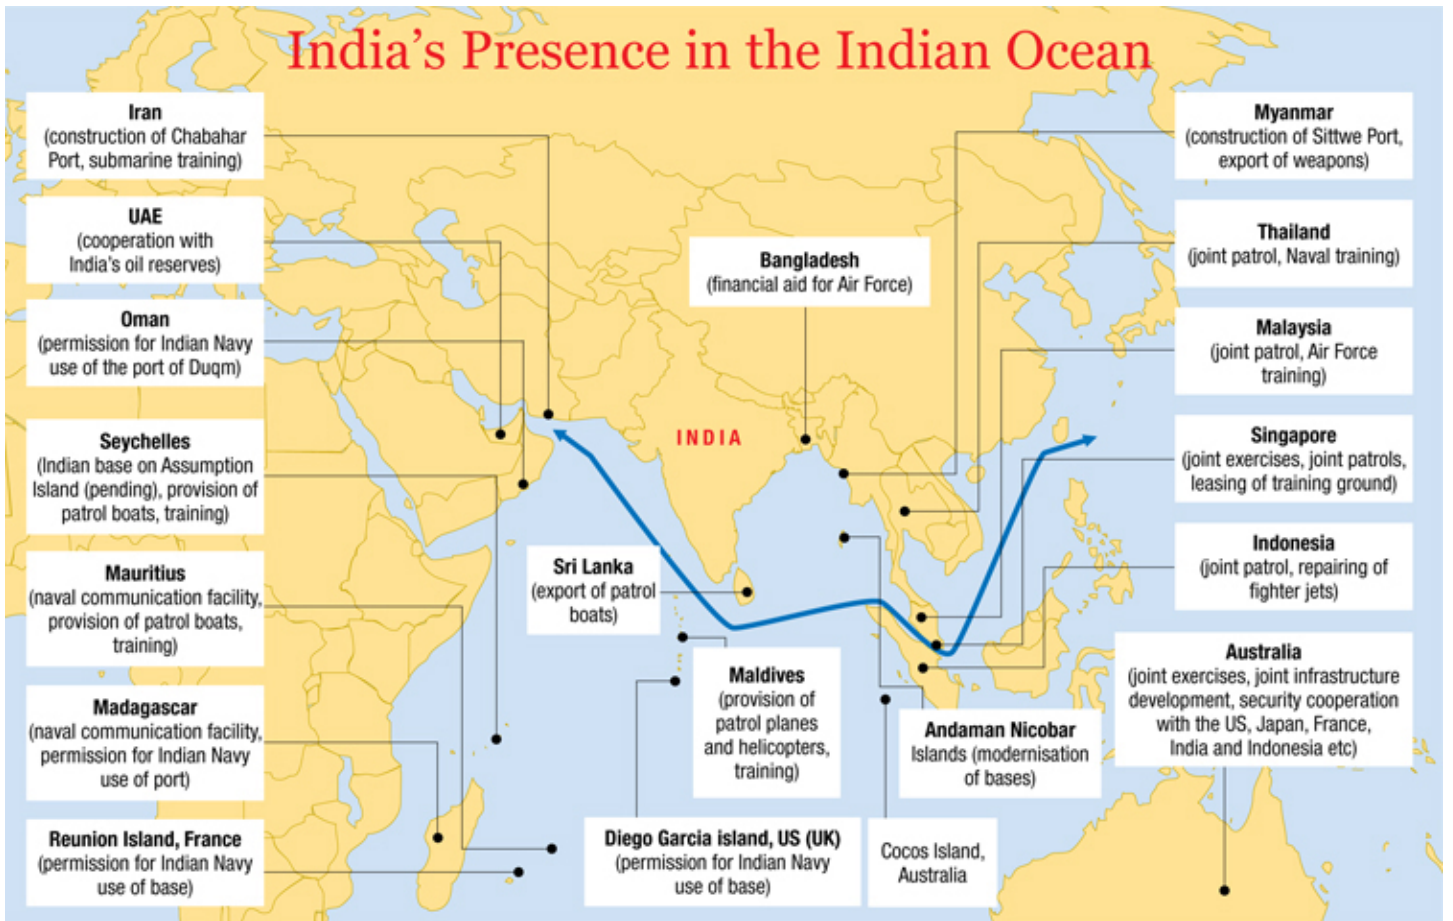 India's Presence in the Indian Ocean
Iran
(construction of Chabahar
Port, submarine training)
UAE
(cooperation with
India's oil reserves)
Oman
(permission for Indian Navy
use of the port of Duqm)
Seychelles
(Indian base on Assumption
Island (pending), provision of
patrol boats, training)
Mauritius
(naval communication facility,
provision of patrol boats,
training)
Madagascar
(naval communication facility,
permission for Indian Navy
use of port)
Reunion Island, France
(permission for Indian Navy
use of base)
Bangladesh
(financial aid for Air Force)
INDIA
Sri Lanka
(export of patrol
boats)
Maldives
(provision of
patrol planes
and helicopters,
training)
Diego Garcia island, US (UK)
(permission for Indian Navy
use of base)
Andaman Nicobar
Islands (modernisation
of bases)
Cocos Island,
Australia
Myanmar
(construction of Sittwe Port,
export of weapons)
Thailand
(joint patrol, Naval training)
Malaysia
(joint patrol, Air Force
training)
Singapore
(joint exercises, joint patrols,
leasing of training ground)
Indonesia
(joint patrol, repairing of
fighter jets)
Australia
(joint exercises, joint infrastructure
development, security cooperation
with the US, Japan, France,
India and Indonesia etc)